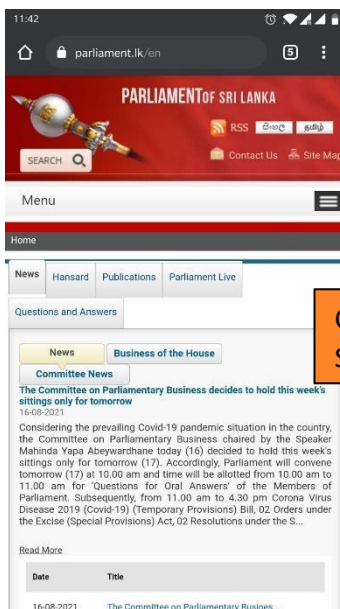 11:42
parliament.lk/en
5
PARLIAMENT OF SRI LANKA
RSS සිංහල தமிழ்
SEARCH
Contact Us Site Map
Menu
Home
News Hansard Publications Parliament Live
Questions and Answers
News Business of the House
Committee News
The Committee on Parliamentary Business decides to hold this week's
sittings only for tomorrow
16-08-2021
Considering the prevailing Covid-19 pandemic situation in the country,
the Committee on Parliamentary Business chaired by the Speaker
Mahinda Yapa Abeywardhane today (16) decided to hold this week's
sittings only for tomorrow (17). Accordingly, Parliament will convene
tomorrow (17) at 10.00 am and time will be allotted from 10.00 am to
11.00 am for 'Questions for Oral Answers' of the Members of
Parliament. Subsequently, from 11.00 am to 4.30 pm Corona Virus
Disease 2019 (Covid-19) (Temporary Provisions) Bill, 02 Orders under
the Excise (Special Provisions) Act, 02 Resolutions under the S...
Read More
Date Title
16-08-2021 The Committee on Parliamentary Busines...